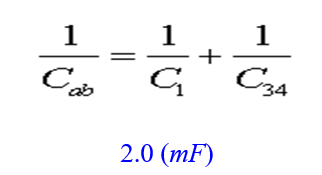 1/C_ab = 1/C_1 + 1/C_34
2.0 (mF)